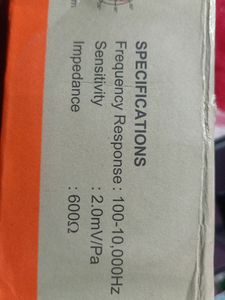 SPECIFICATIONS
Frequency Response : 100-10,000Hz
Sensitivity : 2.0mV/Pa
Impedance : 600Ω